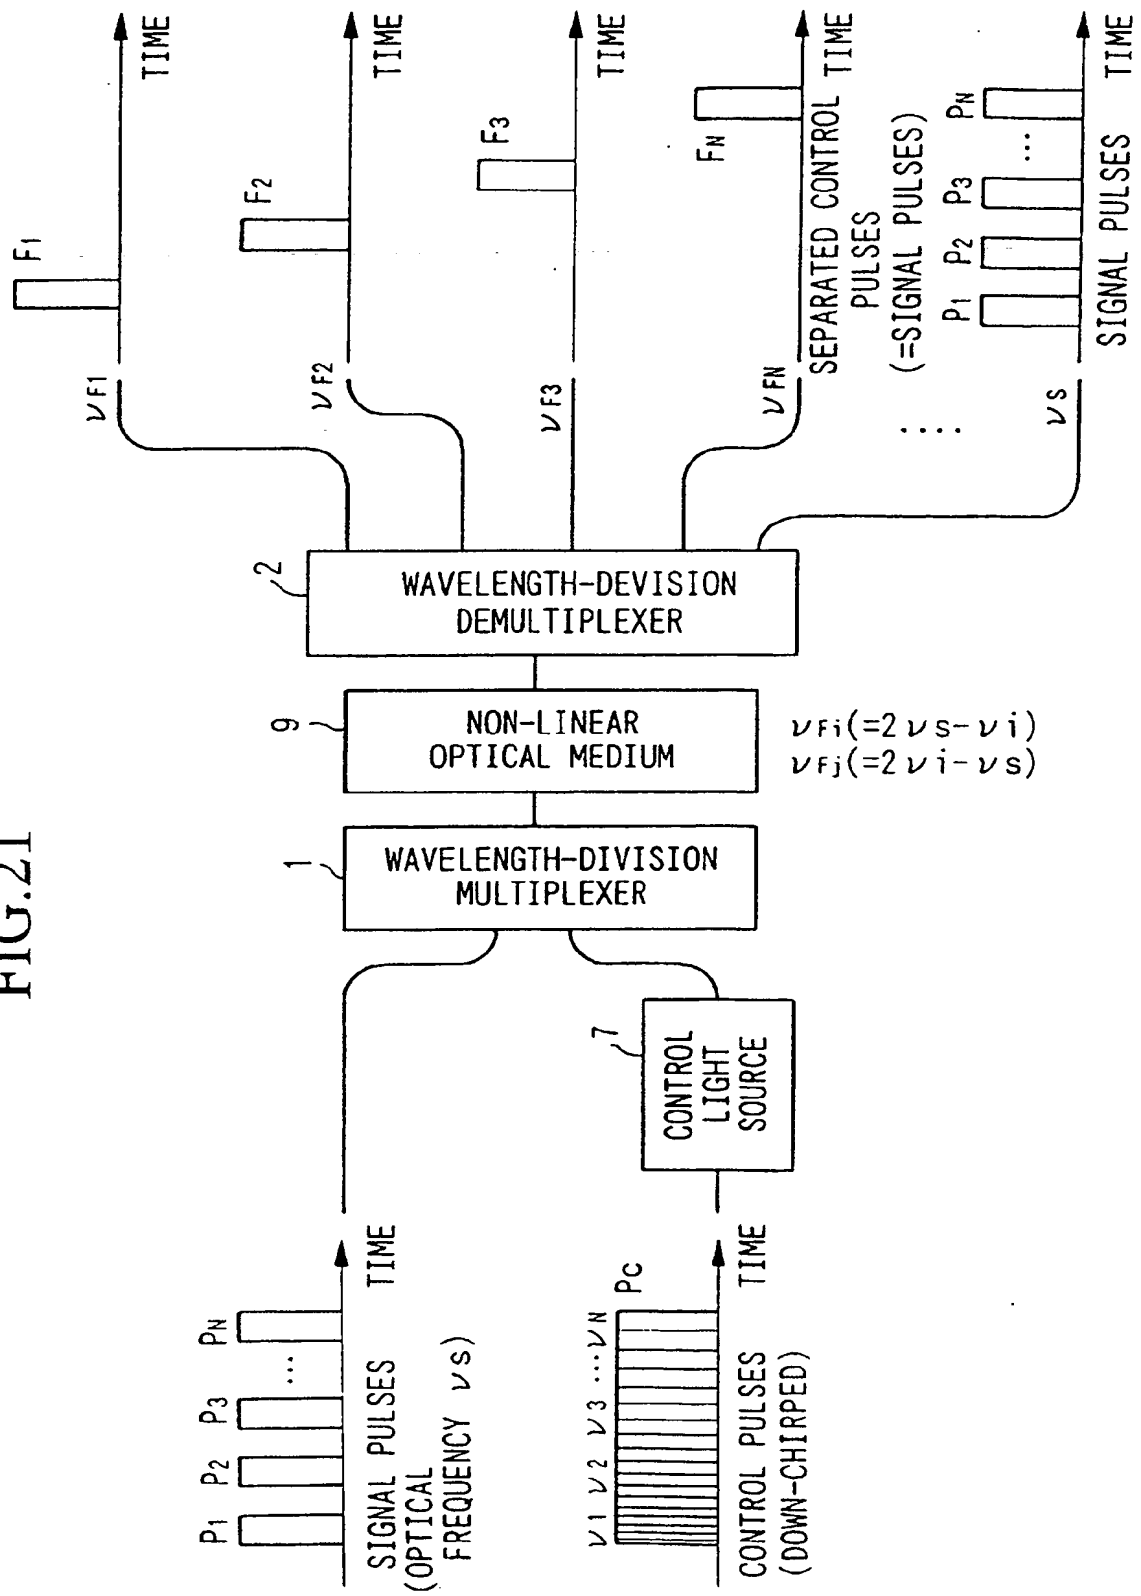 FIG.21
P1 P2 P3 ... PN
TIME
SIGNAL PULSES
(OPTICAL
FREQUENCY νs)
ν1 ν2 ν3 ...νN
Pc
TIME
CONTROL PULSES
(DOWN-CHIRPED)
7
CONTROL
LIGHT
SOURCE
1
WAVELENGTH-DIVISION
MULTIPLEXER
9
NON-LINEAR
OPTICAL MEDIUM
νFi(=2νs-νi)
νFj(=2νi-νs)
2
WAVELENGTH-DEVISION
DEMULTIPLEXER
νF1
F1
TIME
νF2
F2
TIME
νF3
F3
TIME
νFN
FN
TIME
SEPARATED CONTROL
PULSES
(=SIGNAL PULSES)
....
νS
P1 P2 P3 ... PN
TIME
SIGNAL PULSES